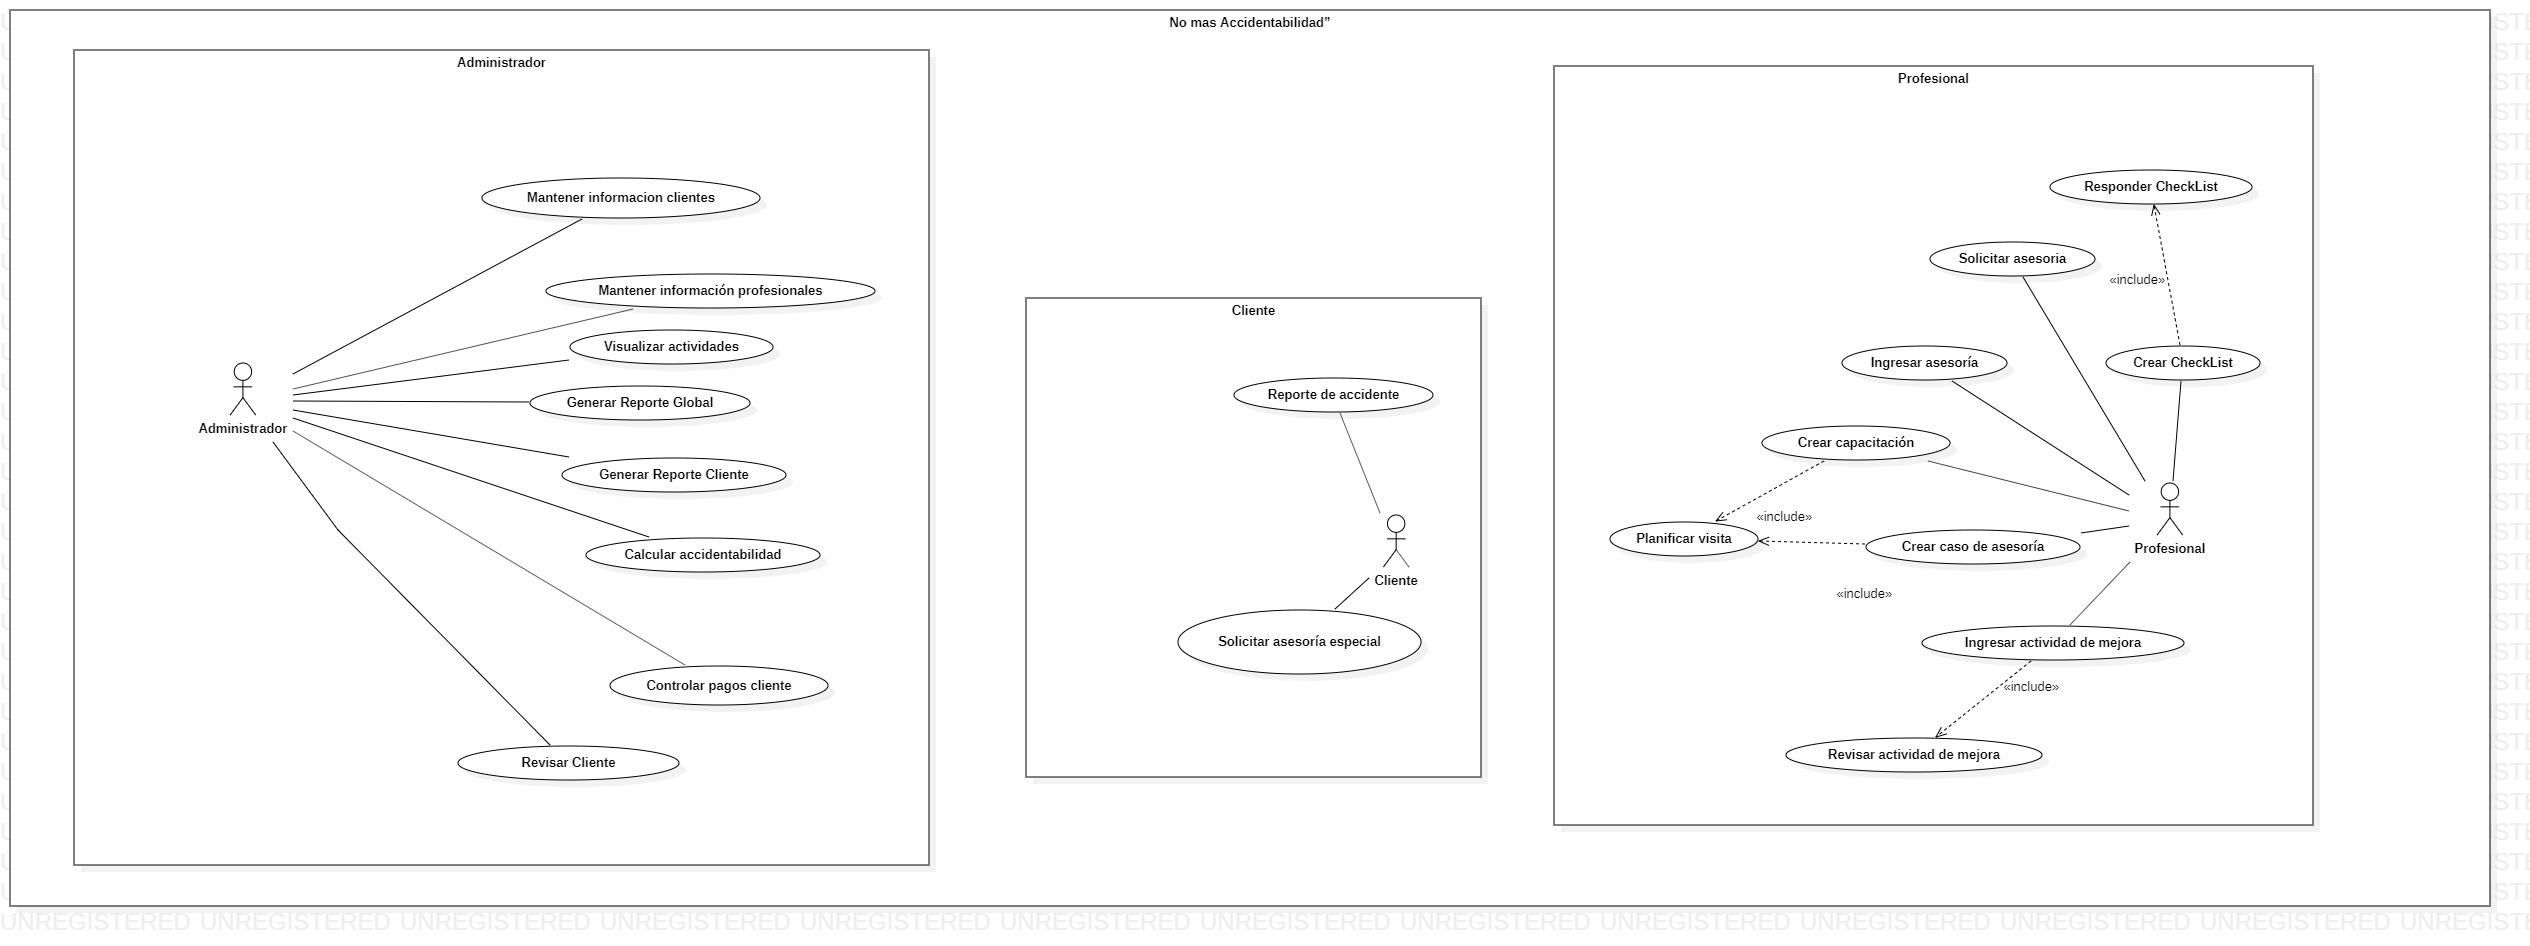 No mas Accidentabilidad”
Administrador
Mantener informacion clientes
Mantener información profesionales
Visualizar actividades
Generar Reporte Global
Administrador
Generar Reporte Cliente
Calcular accidentabilidad
Controlar pagos cliente
Revisar Cliente
Cliente
Reporte de accidente
Cliente
Solicitar asesoría especial
Profesional
Responder CheckList
Solicitar asesoria
«include»
Ingresar asesoría
Crear CheckList
Crear capacitación
«include»
Planificar visita
Crear caso de asesoría
Profesional
«include»
Ingresar actividad de mejora
«include»
Revisar actividad de mejora
UNREGISTERED UNREGISTERED UNREGISTERED UNREGISTERED UNREGISTERED UNREGISTERED UNREGISTERED UNREGISTERED UNREGISTERED UNREGISTERED UNREGISTERED UNREGISTERED